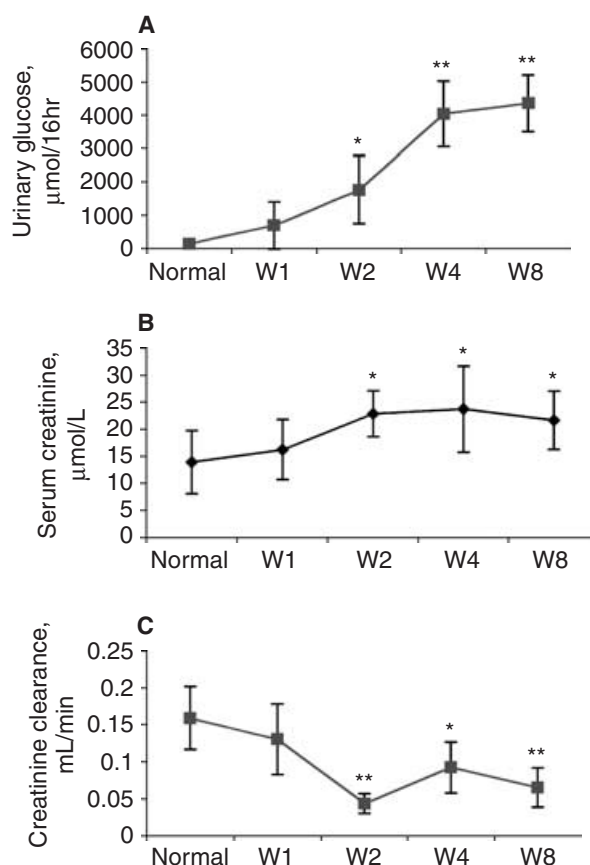 A
Urinary glucose,
μmol/16hr
6000
5000
4000
3000
2000
1000
0
*
**
**
Normal W1 W2 W4 W8
B
Serum creatinine,
μmol/L
35
30
25
20
15
10
5
0
*
*
*
Normal W1 W2 W4 W8
C
Creatinine clearance,
mL/min
0.25
0.2
0.15
0.1
0.05
0
**
*
**
Normal W1 W2 W4 W8